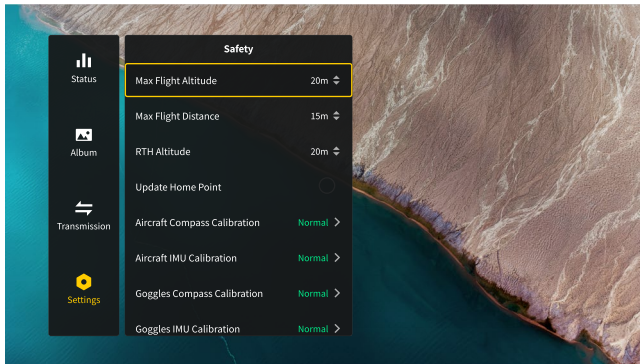 Safety
Status
Max Flight Altitude 20m
Max Flight Distance 15m
Album
RTH Altitude 20m
Update Home Point
Transmission
Aircraft Compass Calibration Normal
Aircraft IMU Calibration Normal
Settings
Goggles Compass Calibration Normal
Goggles IMU Calibration Normal